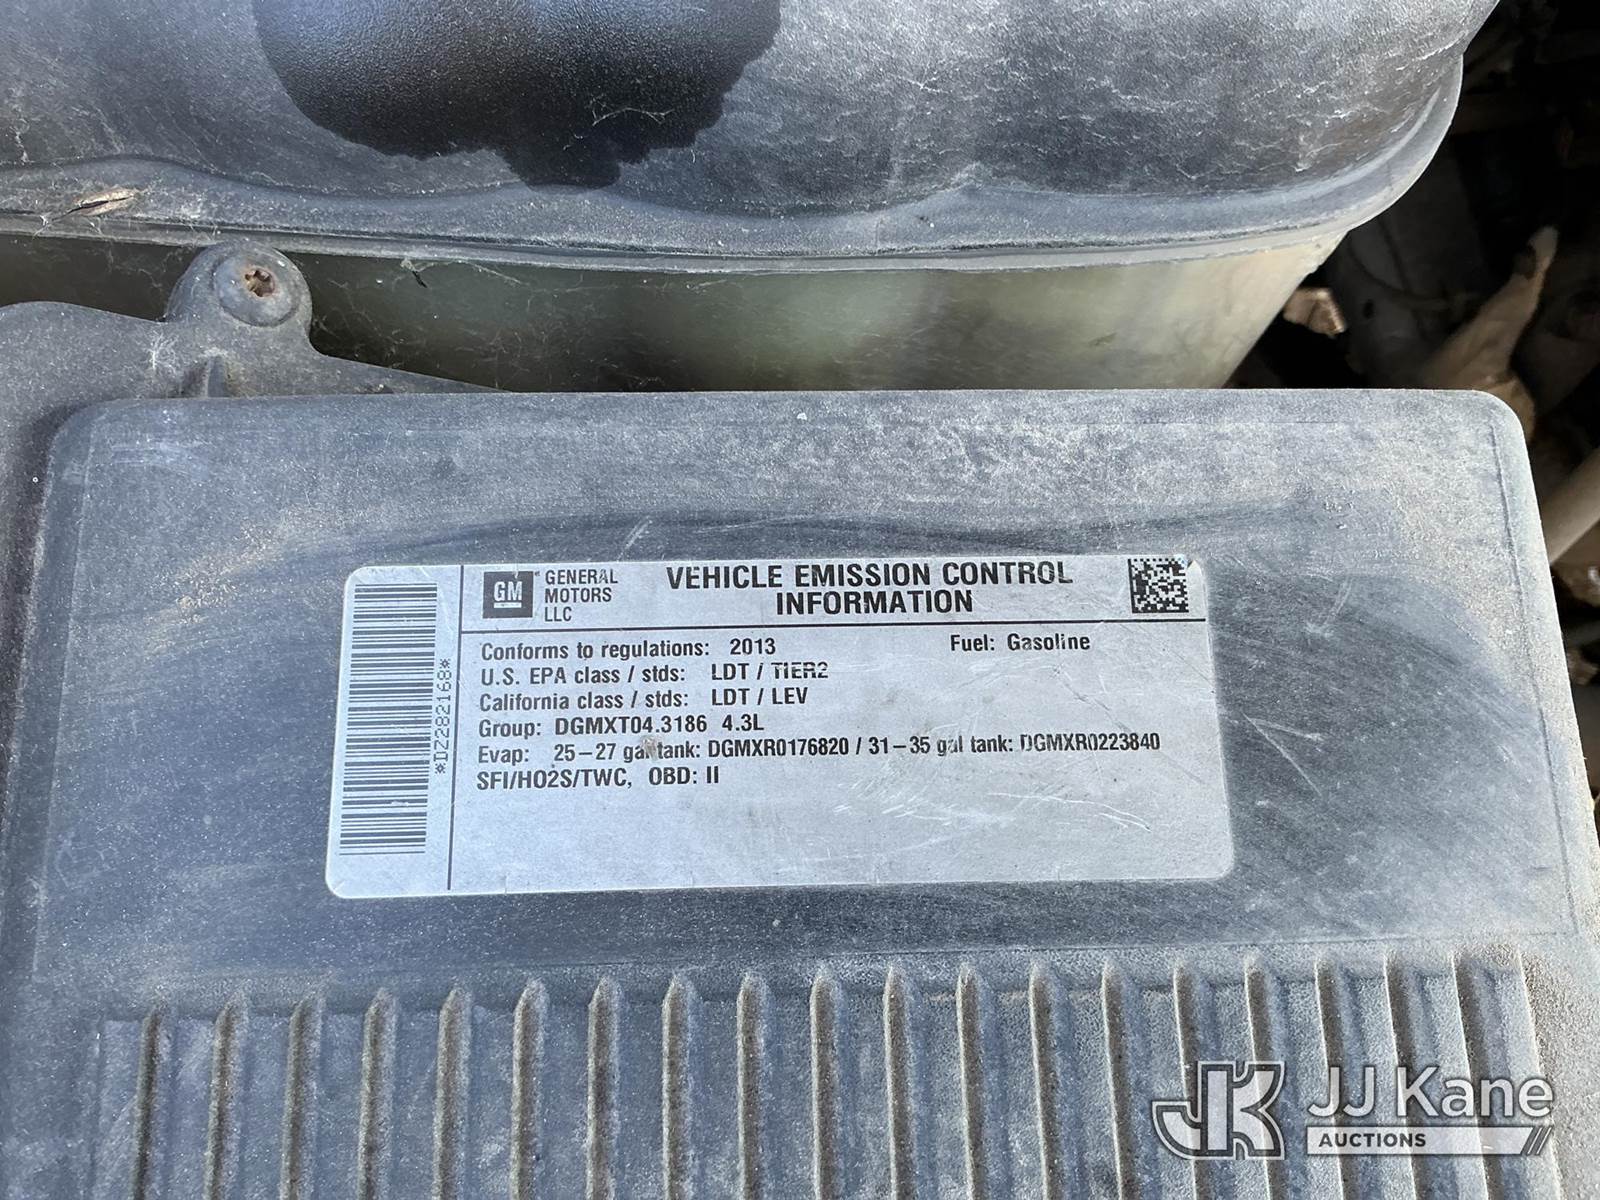 GM
GENERAL
MOTORS
LLC
VEHICLE EMISSION CONTROL
INFORMATION
Conforms to regulations: 2013 Fuel: Gasoline
U.S. EPA class / stds: LDT / TIER2
California class / stds: LDT / LEV
Group: DGMXT04.3186 4.3L
Evap: 25-27 gal tank: DGMXR0176820 / 31-35 gal tank: DGMXR0223840
SFI/HO2S/TWC, OBD: II
*DZ282168*
JK JJ Kane
AUCTIONS